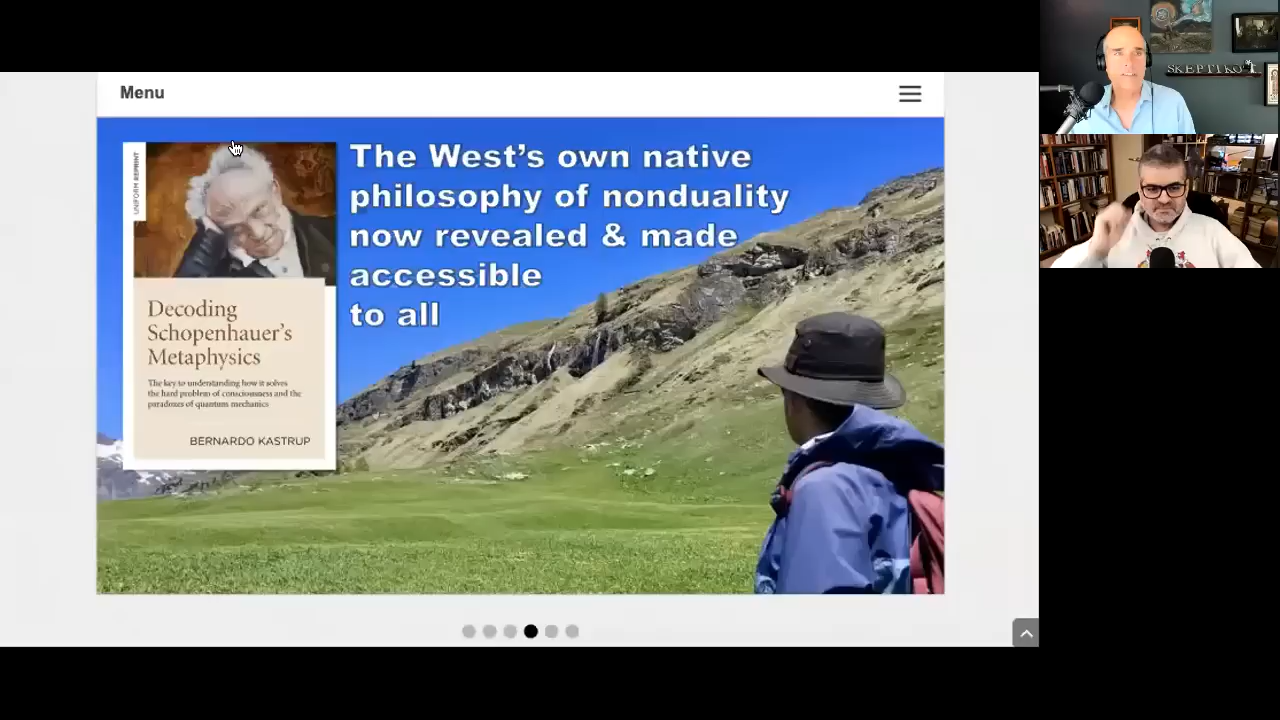 Menu
The West's own native
philosophy of nonduality
now revealed & made
accessible
to all
UNIFORM REPRINT
Decoding
Schopenhauer's
Metaphysics
The key to understanding how it solves
the hard problem of consciousness and the
paradoxes of quantum mechanics
BERNARDO KASTRUP
SKEPTIKO